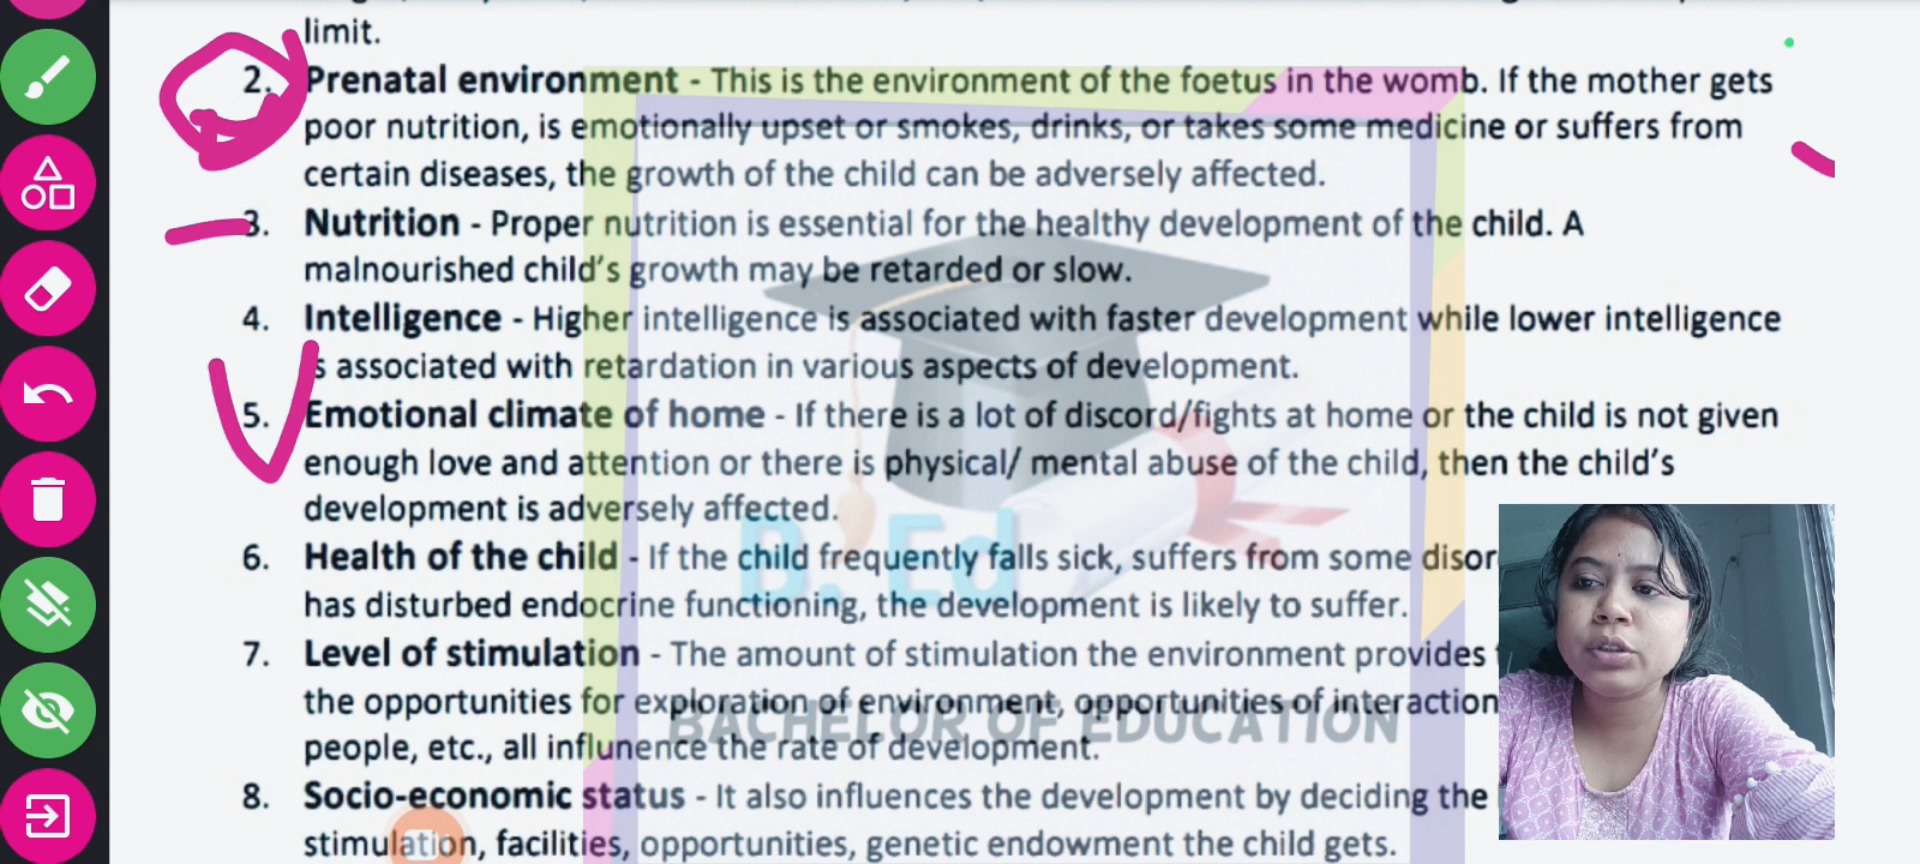 limit.
2. Prenatal environment - This is the environment of the foetus in the womb. If the mother gets
poor nutrition, is emotionally upset or smokes, drinks, or takes some medicine or suffers from
certain diseases, the growth of the child can be adversely affected.
3. Nutrition - Proper nutrition is essential for the healthy development of the child. A
malnourished child's growth may be retarded or slow.
4. Intelligence - Higher intelligence is associated with faster development while lower intelligence
is associated with retardation in various aspects of development.
5. Emotional climate of home - If there is a lot of discord/fights at home or the child is not given
enough love and attention or there is physical/ mental abuse of the child, then the child's
development is adversely affected.
6. Health of the child - If the child frequently falls sick, suffers from some disor
has disturbed endocrine functioning, the development is likely to suffer.
7. Level of stimulation - The amount of stimulation the environment provides
the opportunities for exploration of environment, opportunities of interaction
people, etc., all influnence the rate of development.
8. Socio-economic status - It also influences the development by deciding the
stimulation, facilities, opportunities, genetic endowment the child gets.
B. Ed
BACHELOR OF EDUCATION